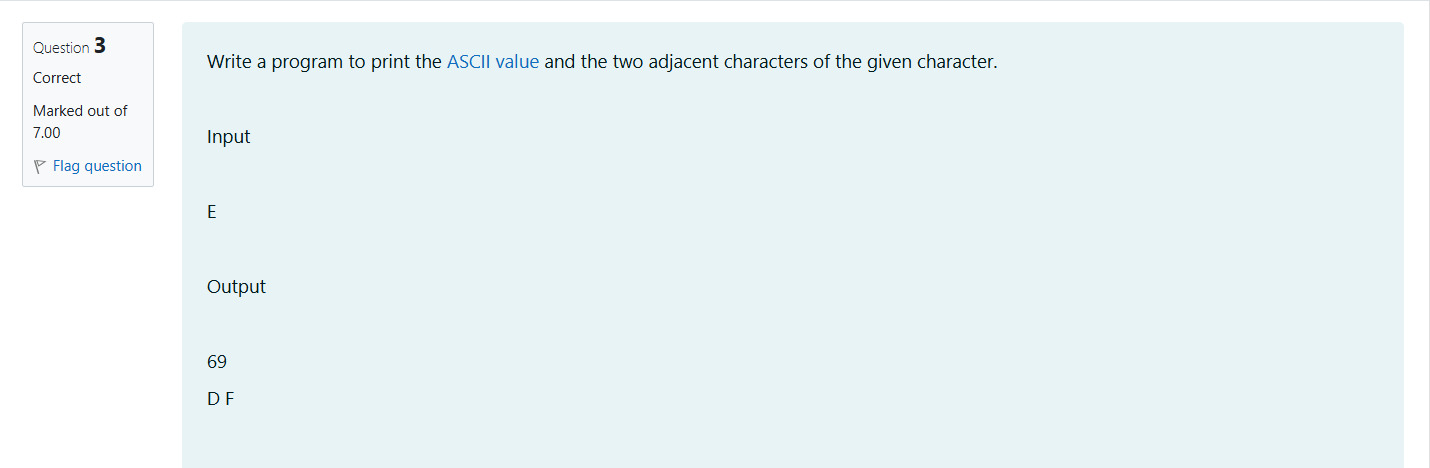 Question 3
Correct
Marked out of
7.00
Flag question
Write a program to print the ASCII value and the two adjacent characters of the given character.
Input
E
Output
69
D F